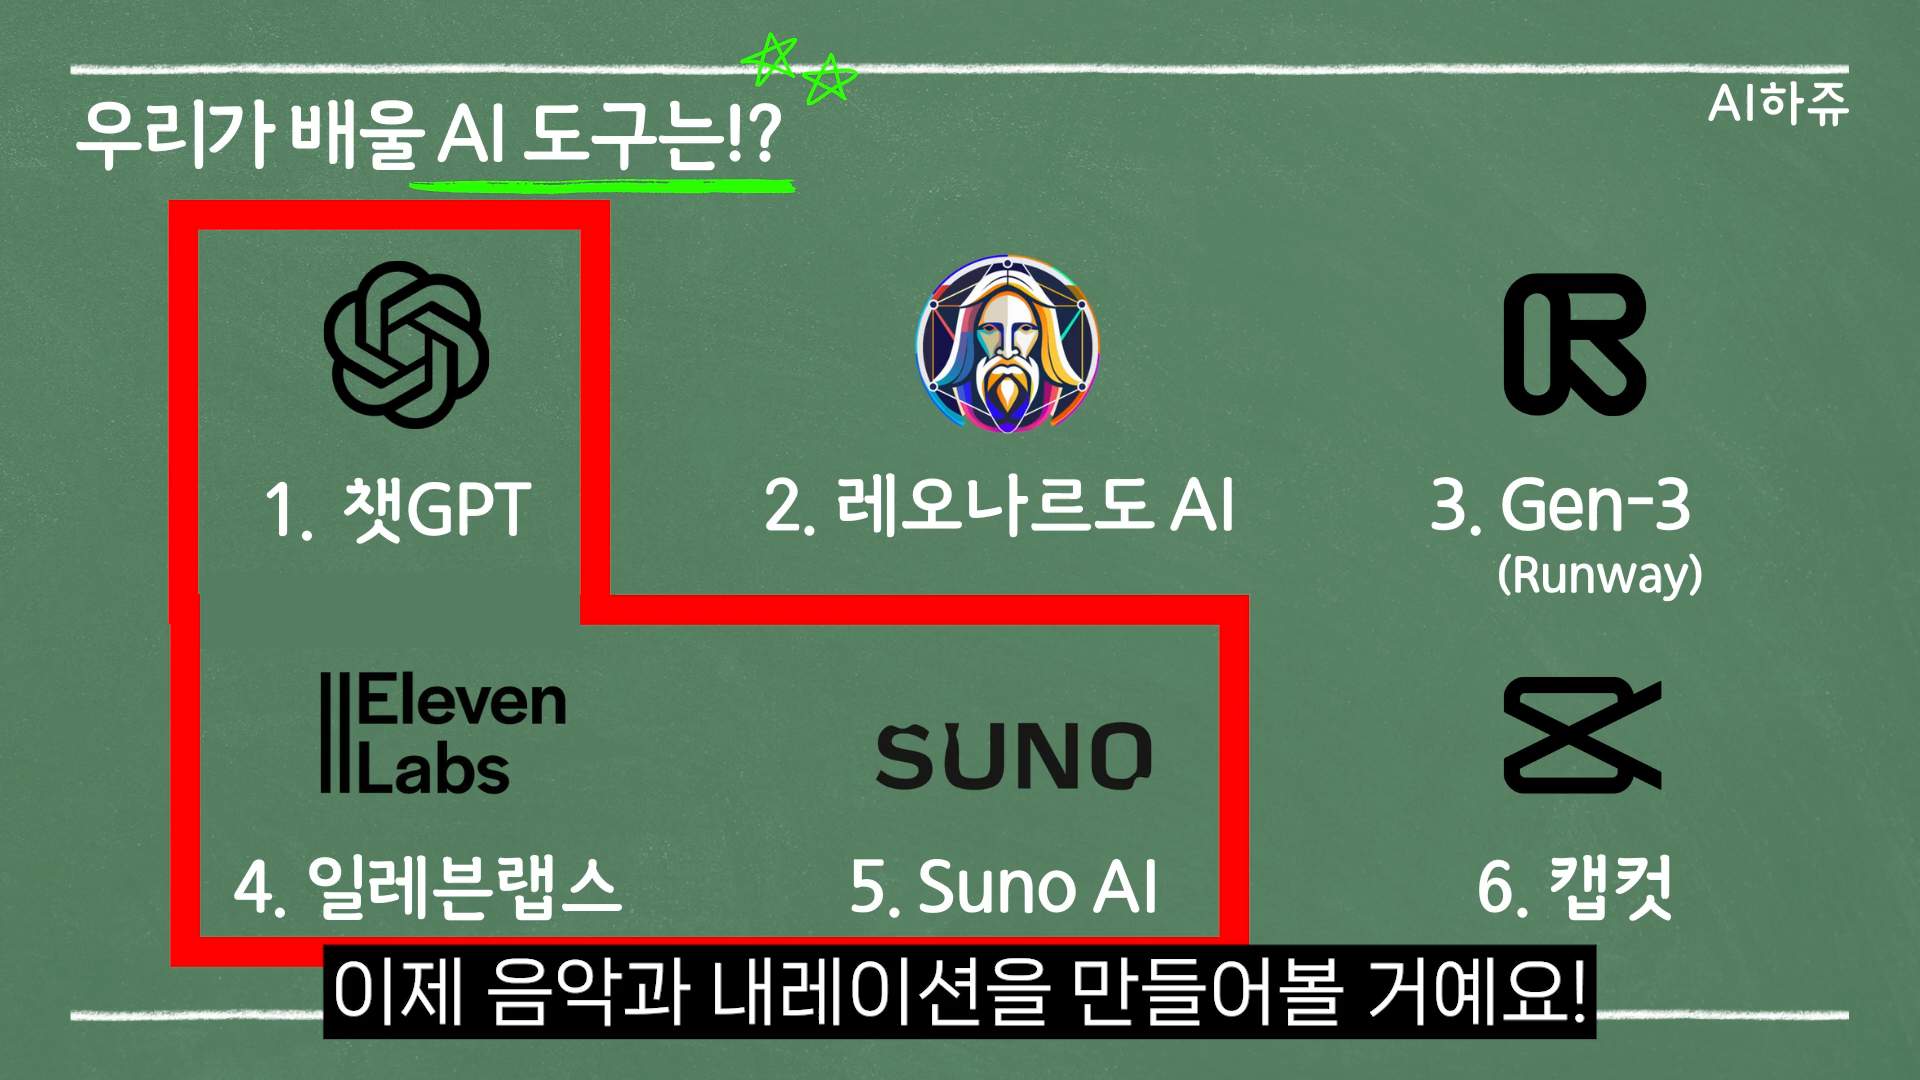 AI하쥬
우리가 배울 AI 도구는!?
1. 챗GPT
2. 레오나르도 AI
3. Gen-3
(Runway)
Eleven
Labs
SUNO
4. 일레븐랩스
5. Suno AI
6. 캡컷
이제 음악과 내레이션을 만들어볼 거예요!